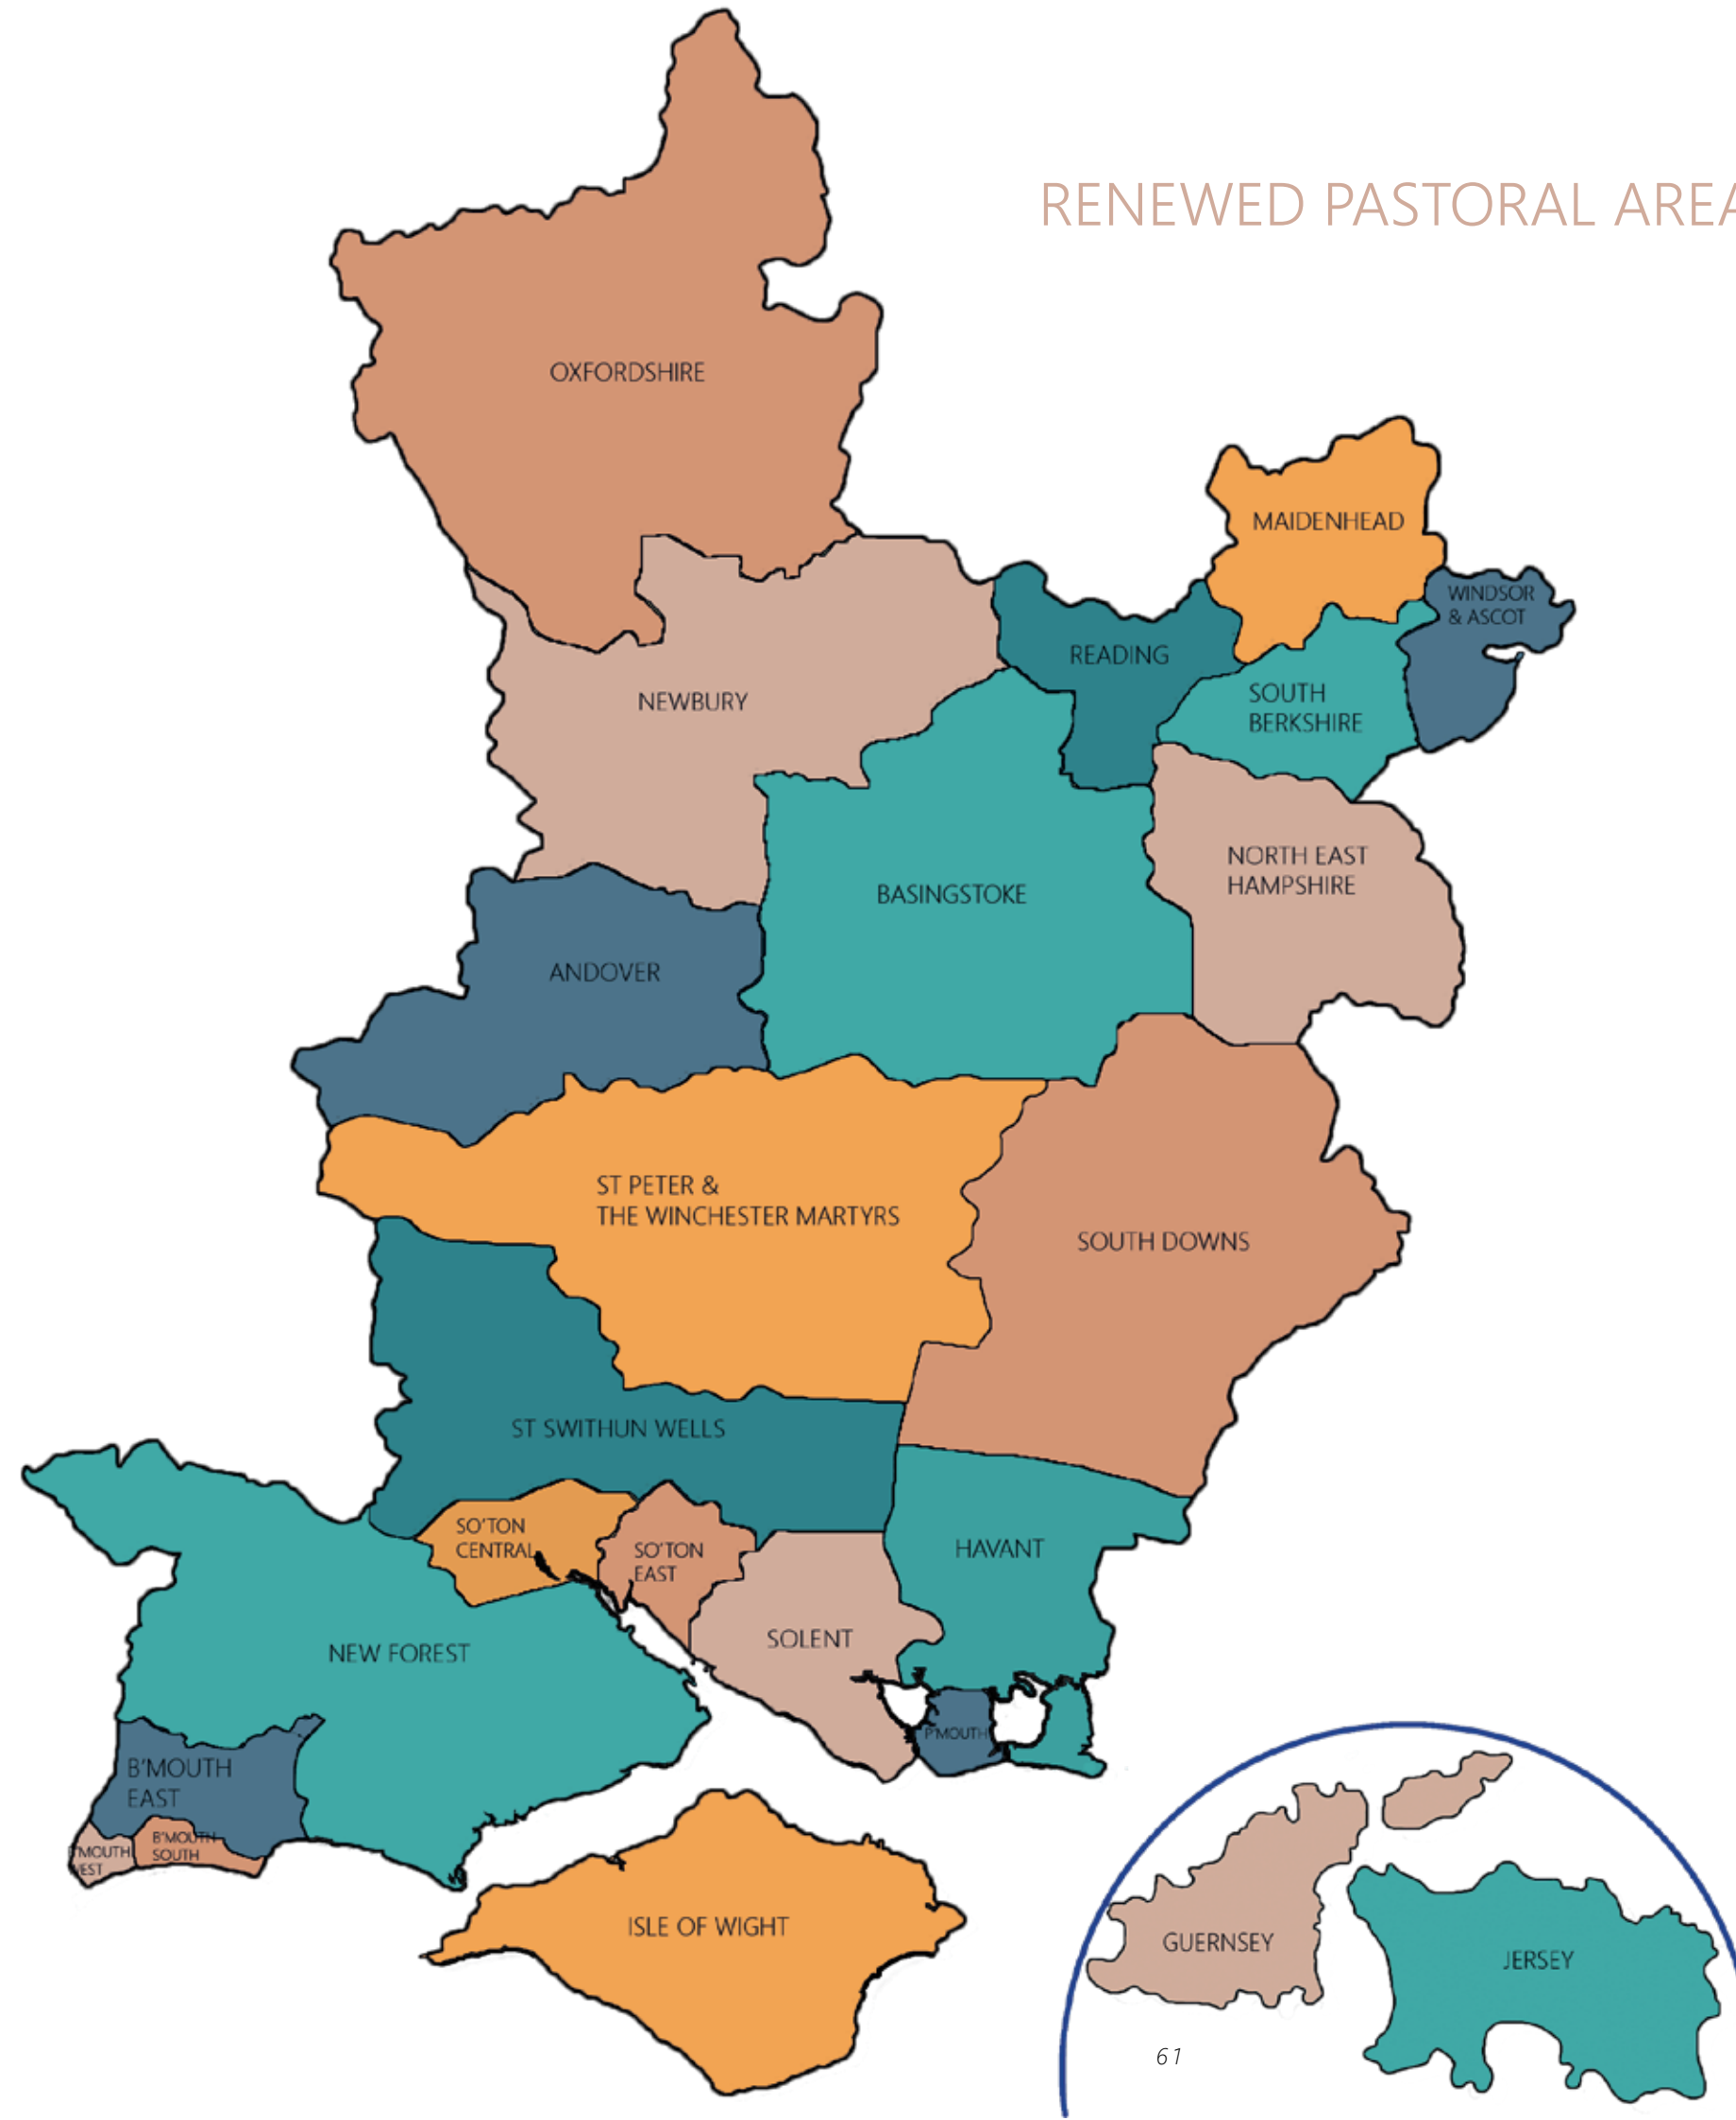 RENEWED PASTORAL AREA
OXFORDSHIRE
MAIDENHEAD
WINDSOR
& ASCOT
READING
SOUTH
BERKSHIRE
NEWBURY
NORTH EAST
HAMPSHIRE
BASINGSTOKE
ANDOVER
ST PETER &
THE WINCHESTER MARTYRS
SOUTH DOWNS
ST SWITHUN WELLS
SO'TON
CENTRAL
SO'TON
EAST
HAVANT
SOLENT
NEW FOREST
P'MOUTH
B'MOUTH
EAST
B'MOUTH
SOUTH
'MOUTH
EST
ISLE OF WIGHT
GUERNSEY
JERSEY
61